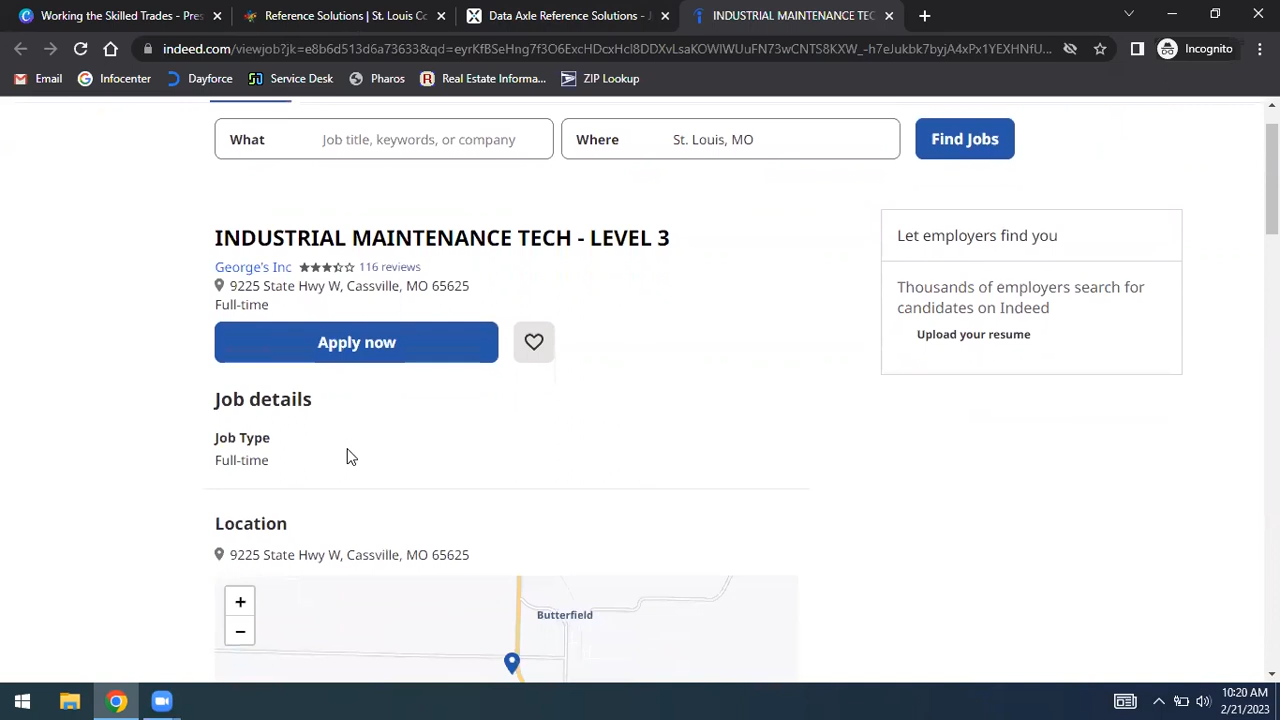 Working the Skilled Trades - Pres
Reference Solutions | St. Louis Co
Data Axle Reference Solutions - J
INDUSTRIAL MAINTENANCE TEC
indeed.com/viewjob?jk=e8b6d513d6a73633&qd=eyrKfBSeHng7f3O6ExcHDcxHcl8DDXvLsaKOWIWUuFN73wCNTS8KXW_-h7eJukbk7byjA4xPx1YEXHNfU...
Incognito
Email
Infocenter
Dayforce
Service Desk
Pharos
Real Estate Informa...
ZIP Lookup
What
Job title, keywords, or company
Where
St. Louis, MO
Find Jobs
INDUSTRIAL MAINTENANCE TECH - LEVEL 3
George's Inc
116 reviews
9225 State Hwy W, Cassville, MO 65625
Full-time
Apply now
Let employers find you
Thousands of employers search for
candidates on Indeed
Upload your resume
Job details
Job Type
Full-time
Location
9225 State Hwy W, Cassville, MO 65625
+
−
Butterfield
10:20 AM
2/21/2023